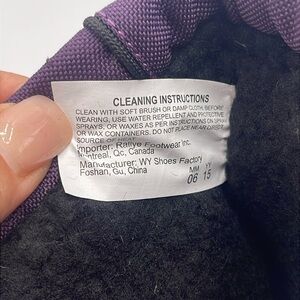 CLEANING INSTRUCTIONS
CLEAN WITH SOFT BRUSH OR DAMP CLOTH, BEFORE
WEARING, USE WATER REPELLENT AND PROTECTIVE
SPRAYS, OR WAXES AS PER INSTRUCTIONS ON SPRAY
OR WAX CONTAINERS. DO NOT PLACE DIRECTLY NEAR
SOURCE OF HEAT
Importer: Rallye Footwear Inc.
Montreal, Qc, Canada
Manufacturer: WY Shoes Factory
Foshan, Gu, China
MM YY
06 15